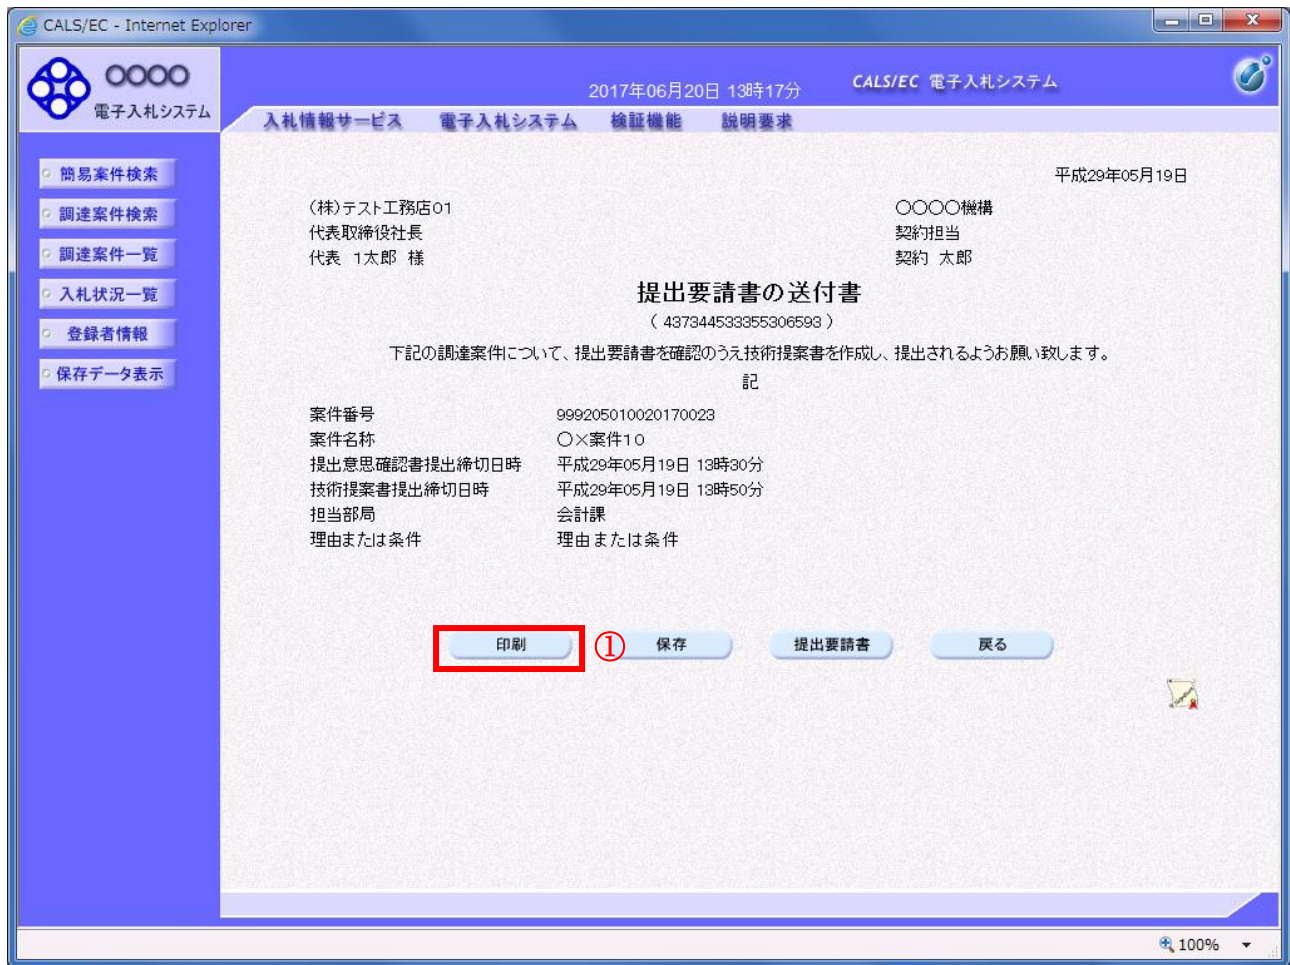 CALS/EC - Internet Explorer
○○○○
電子入札システム
2017年06月20日 13時17分
CALS/EC 電子入札システム
入札情報サービス 電子入札システム 検証機能 説明要求
簡易案件検索
調達案件検索
調達案件一覧
入札状況一覧
登録者情報
保存データ表示
平成29年05月19日
(株)テスト工務店01
代表取締役社長
代表 1太郎 様
○○○○機構
契約担当
契約 太郎
提出要請書の送付書
( 437344533355306593 )
下記の調達案件について、提出要請書を確認のうえ技術提案書を作成し、提出されるようお願い致します。
記
案件番号 999205010020170023
案件名称 ○×案件10
提出意思確認書提出締切日時 平成29年05月19日 13時30分
技術提案書提出締切日時 平成29年05月19日 13時50分
担当部局 会計課
理由または条件 理由または条件
印刷 ① 保存 提出要請書 戻る
100%